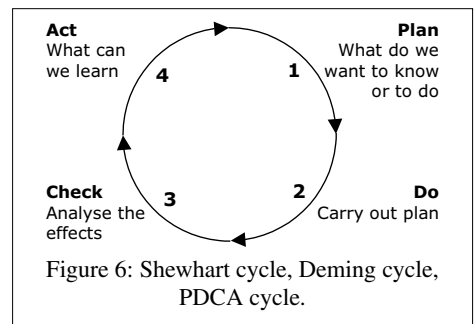 Act
What can
we learn
4
Plan
What do we
want to know
or to do
1
Check
Analyse the
effects
3
2
Do
Carry out plan
Figure 6: Shewhart cycle, Deming cycle,
PDCA cycle.